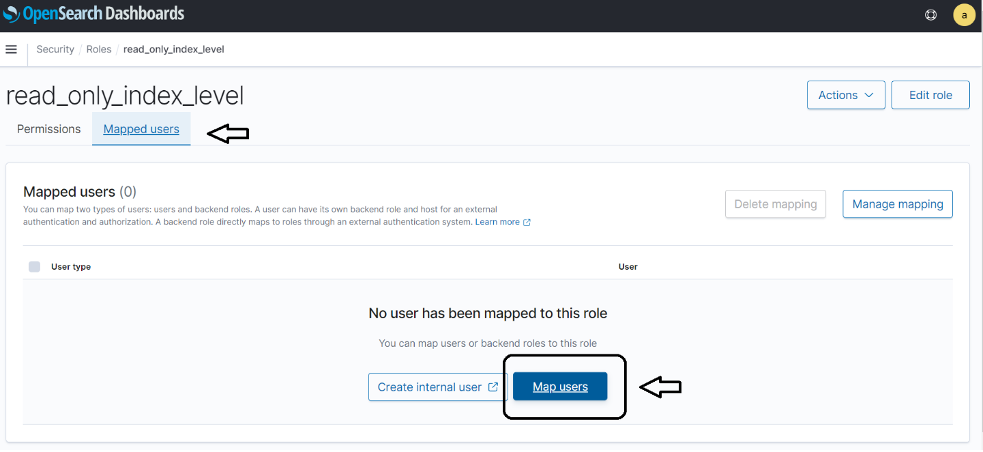 OpenSearch Dashboards
a
Security / Roles / read_only_index_level
read_only_index_level
Actions
Edit role
Permissions
Mapped users
Mapped users (0)
You can map two types of users: users and backend roles. A user can have its own backend role and host for an external
authentication and authorization. A backend role directly maps to roles through an external authentication system. Learn more
Delete mapping
Manage mapping
User type
User
No user has been mapped to this role
You can map users or backend roles to this role
Create internal user
Map users